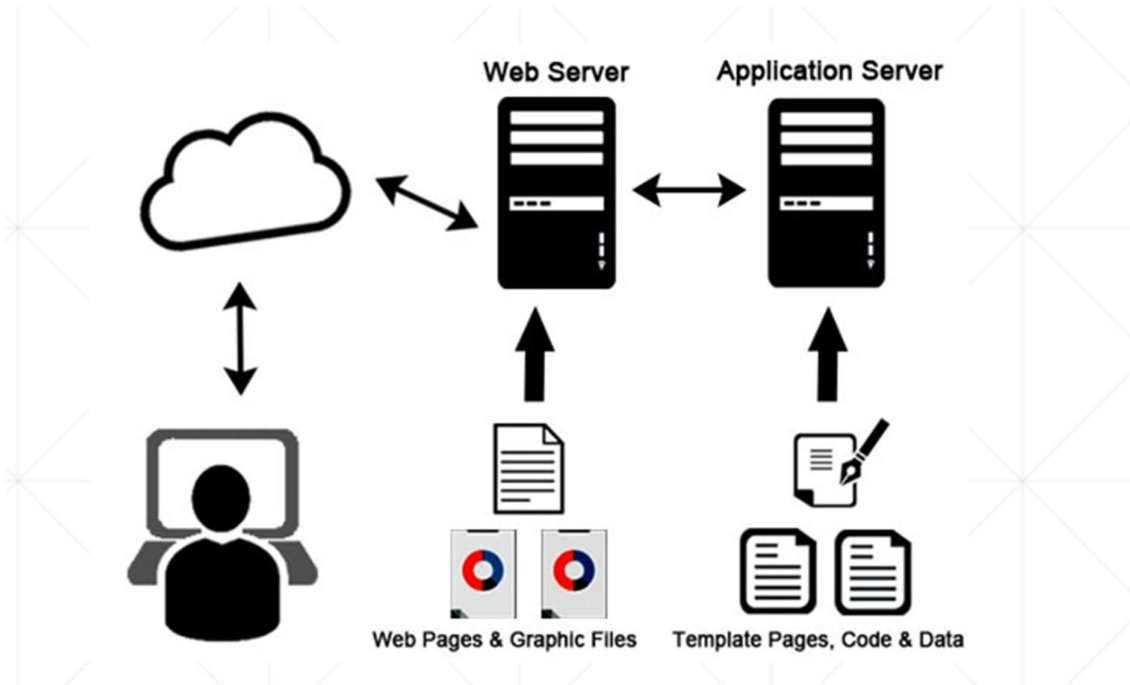 Web Server
Application Server
Web Pages & Graphic Files
Template Pages, Code & Data